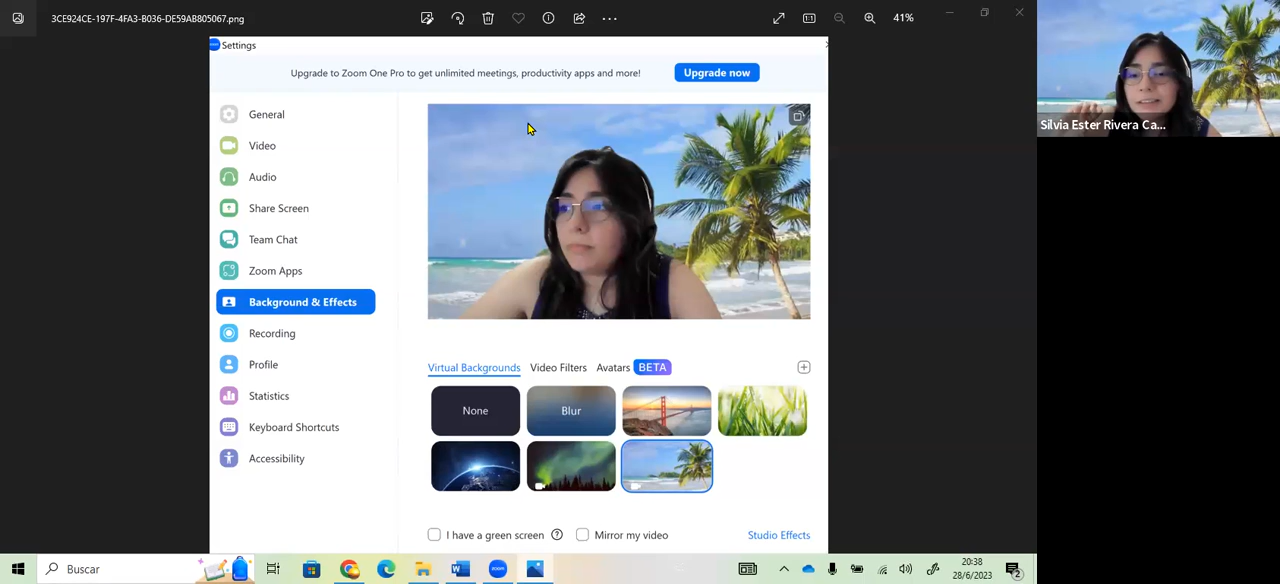 3CE924CE-197F-4FA3-B036-DE59AB805067.png
41%
Settings
Upgrade to Zoom One Pro to get unlimited meetings, productivity apps and more!
Upgrade now
General
Video
Audio
Share Screen
Team Chat
Zoom Apps
Background & Effects
Recording
Profile
Statistics
Keyboard Shortcuts
Accessibility
Virtual Backgrounds
Video Filters
Avatars
BETA
None
Blur
I have a green screen
Mirror my video
Studio Effects
Silvia Ester Rivera Ca...
Buscar
zoom
20:38
28/6/2023
2